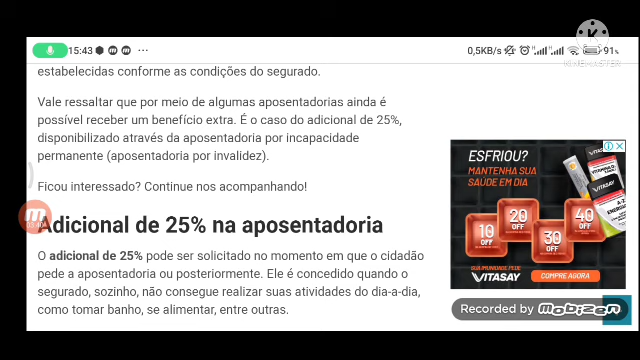 15:43 ... 0,5KB/s 91%
KINEMASTER
estabelecidas conforme as condições do segurado.
Vale ressaltar que por meio de algumas aposentadorias ainda é
possível receber um benefício extra. É o caso do adicional de 25%,
disponibilizado através da aposentadoria por incapacidade
permanente (aposentadoria por invalidez).
Ficou interessado? Continue nos acompanhando!
Adicional de 25% na aposentadoria
O adicional de 25% pode ser solicitado no momento em que o cidadão
pede a aposentadoria ou posteriormente. Ele é concedido quando o
segurado, sozinho, não consegue realizar suas atividades do dia-a-dia,
como tomar banho, se alimentar, entre outras.
ESFRIOU?
MANTENHA SUA
SAÚDE EM DIA
VITASAY
10 OFF
20 OFF
30 OFF
40 OFF
SUA IMUNIDADE PEDE
VITASAY
COMPRE AGORA
Recorded by MOBIZEN